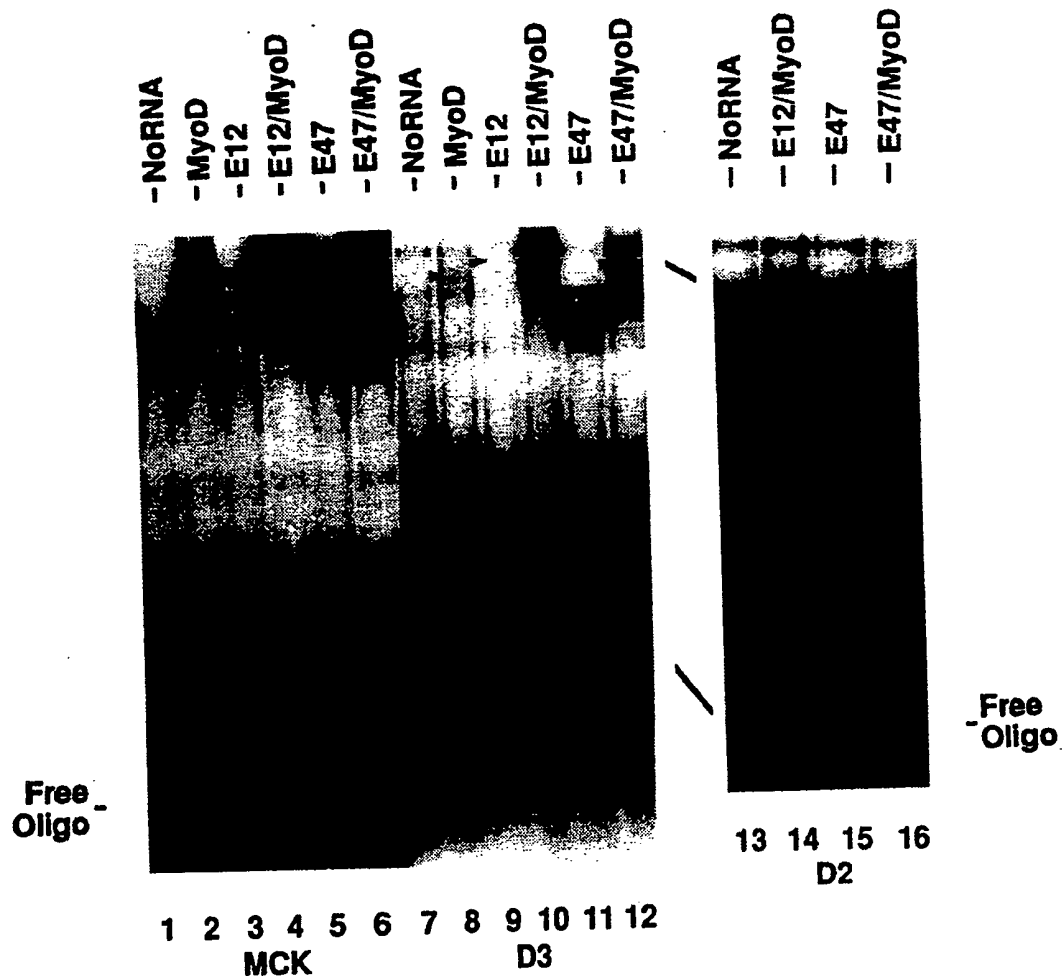 -NoRNA
-MyoD
-E12
-E12/MyoD
-E47
-E47/MyoD
-NoRNA
-MyoD
-E12
-E12/MyoD
-E47
-E47/MyoD
-NoRNA
-E12/MyoD
-E47
-E47/MyoD
Free
Oligo-
-Free
Oligo
1 2 3 4 5 6 7 8 9 10 11 12
MCK D3
13 14 15 16
D2